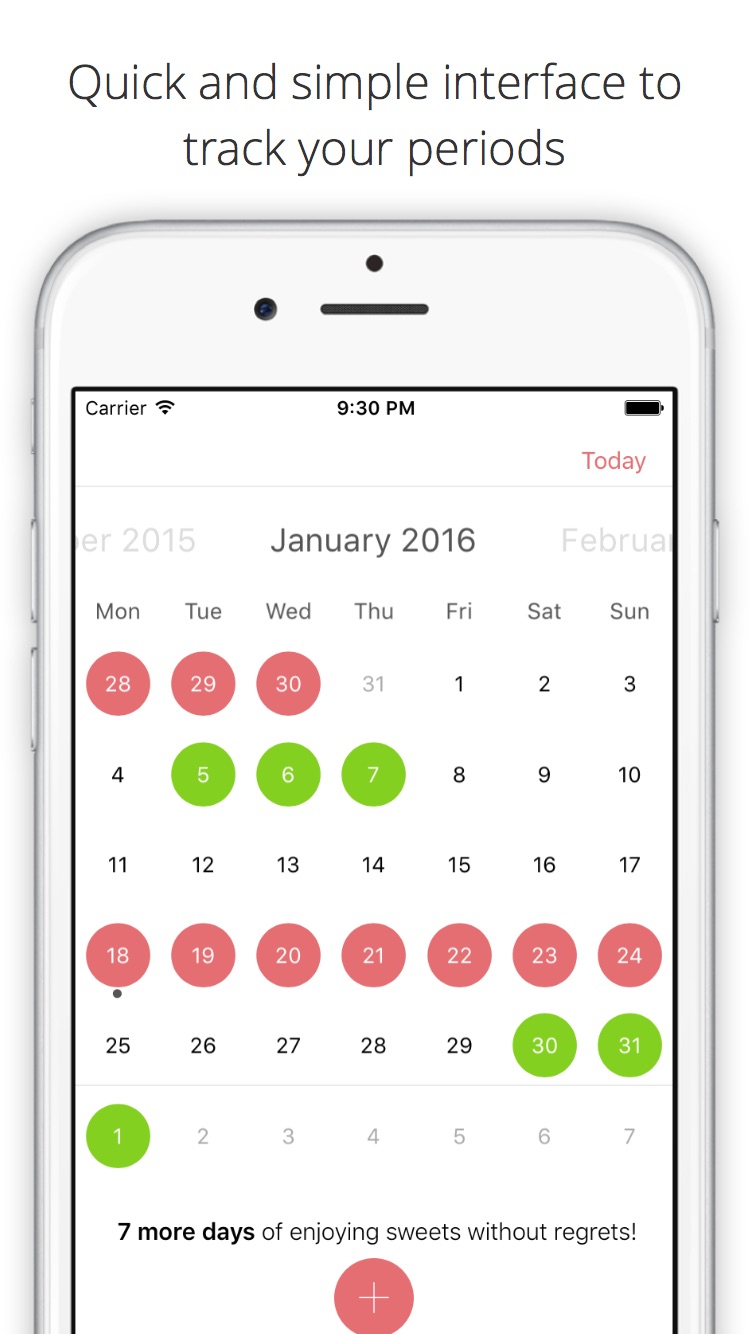 Quick and simple interface to
track your periods
Carrier 9:30 PM
Today
er 2015 January 2016 Februa
Mon Tue Wed Thu Fri Sat Sun
28 29 30 31 1 2 3
4 5 6 7 8 9 10
11 12 13 14 15 16 17
18 19 20 21 22 23 24
25 26 27 28 29 30 31
1 2 3 4 5 6 7
7 more days of enjoying sweets without regrets!